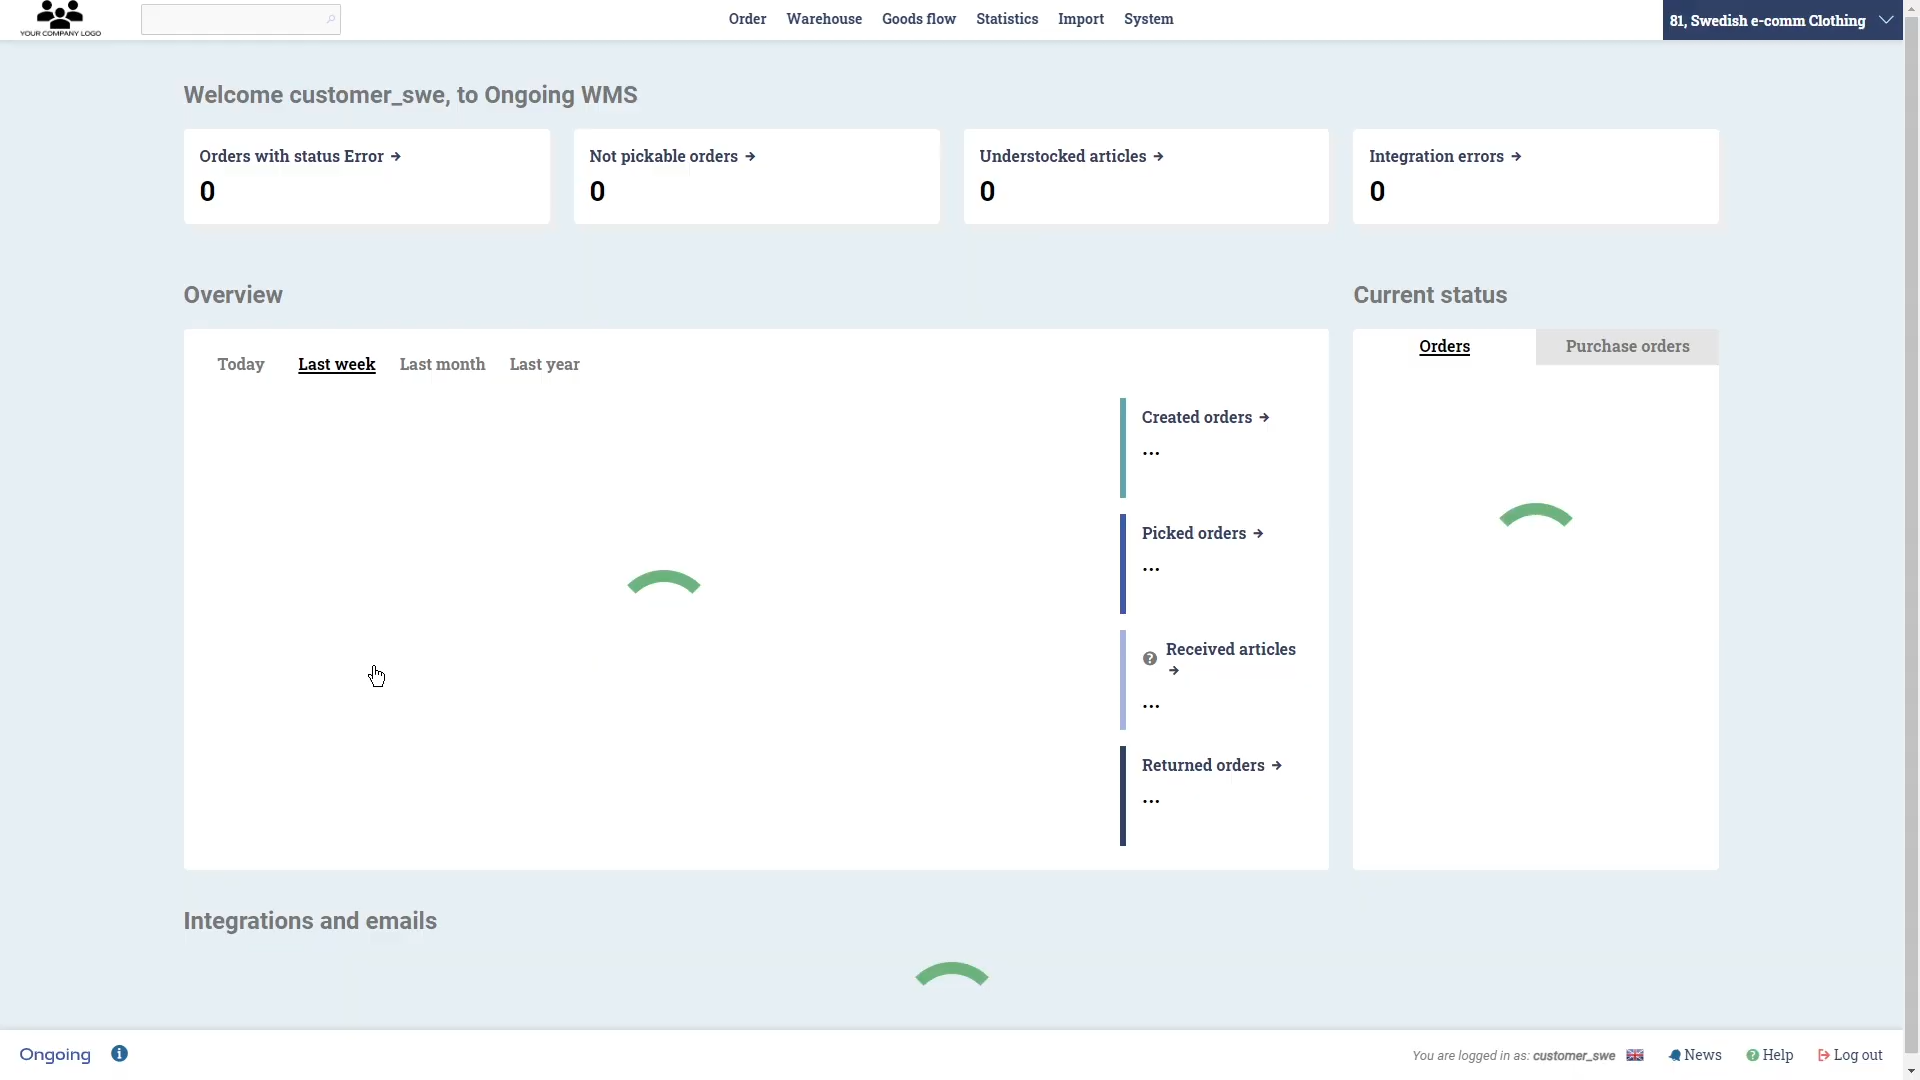 YOUR COMPANY LOGO
Order Warehouse Goods flow Statistics Import System
81, Swedish e-comm Clothing
Welcome customer_swe, to Ongoing WMS
Orders with status Error →
0
Not pickable orders →
0
Understocked articles →
0
Integration errors →
0
Overview
Today Last week Last month Last year
Created orders →
...
Picked orders →
...
? Received articles
→
...
Returned orders →
...
Current status
Orders Purchase orders
Integrations and emails
Ongoing i
You are logged in as: customer_swe
News ? Help Log out